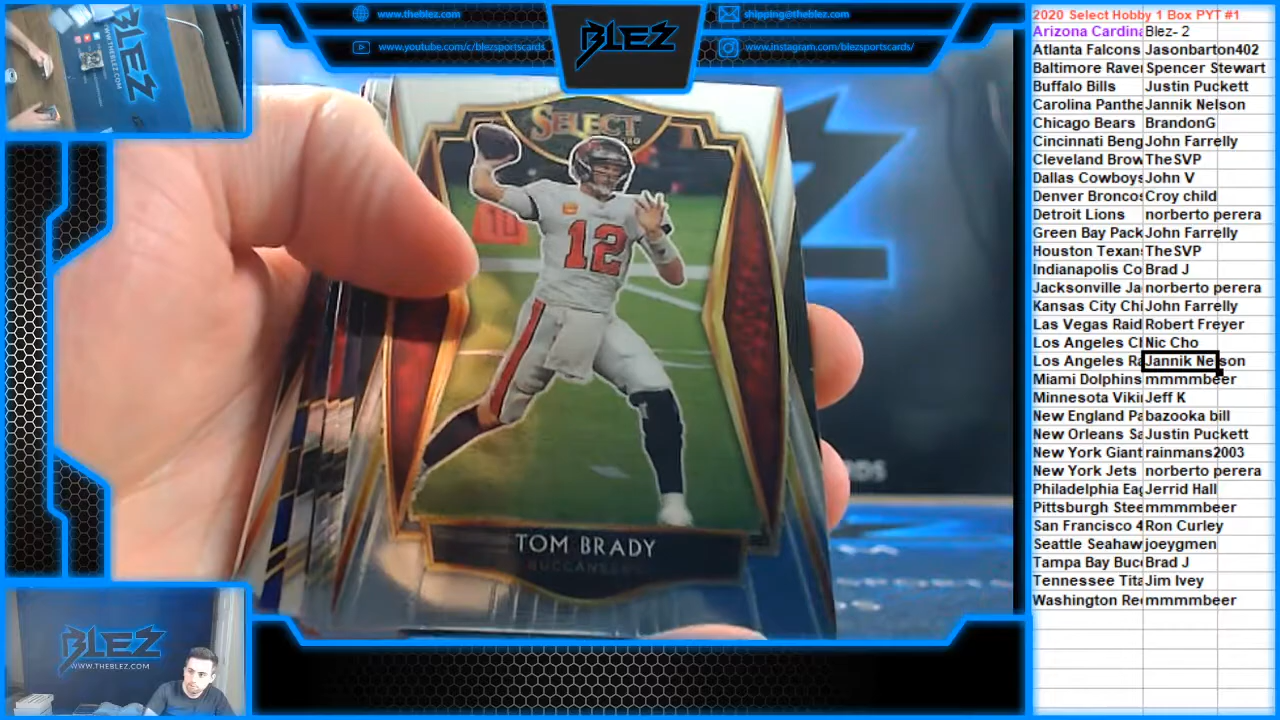 www.theblez.com
shipping@theblez.com
www.youtube.com/c/blezsportscards
www.instagram.com/blezsportscards/
BLEZ
SELECT
12
TOM BRADY
BUCCANEERS
BLEZ
WWW.THEBLEZ.COM
2020 Select Hobby 1 Box PYT #1
Arizona Cardina Blez- 2
Atlanta Falcons Jasonbarton402
Baltimore Raver Spencer Stewart
Buffalo Bills Justin Puckett
Carolina Panthe Jannik Nelson
Chicago Bears BrandonG
Cincinnati Beng John Farrelly
Cleveland Brow TheSVP
Dallas Cowboys John V
Denver Broncos Croy child
Detroit Lions norberto perera
Green Bay Pack John Farrelly
Houston Texans TheSVP
Indianapolis Co Brad J
Jacksonville Ja norberto perera
Kansas City Chi John Farrelly
Las Vegas Raid Robert Freyer
Los Angeles Cl Nic Cho
Los Angeles Ra Jannik Nelson
Miami Dolphins mmmmbeer
Minnesota Viki Jeff K
New England Pa bazooka bill
New Orleans Sa Justin Puckett
New York Giant rainmans2003
New York Jets norberto perera
Philadelphia Eag Jerrid Hall
Pittsburgh Stee mmmmbeer
San Francisco 4 Ron Curley
Seattle Seahaw joeygmen
Tampa Bay Bucc Brad J
Tennessee Tita Jim Ivey
Washington Red mmmmbeer